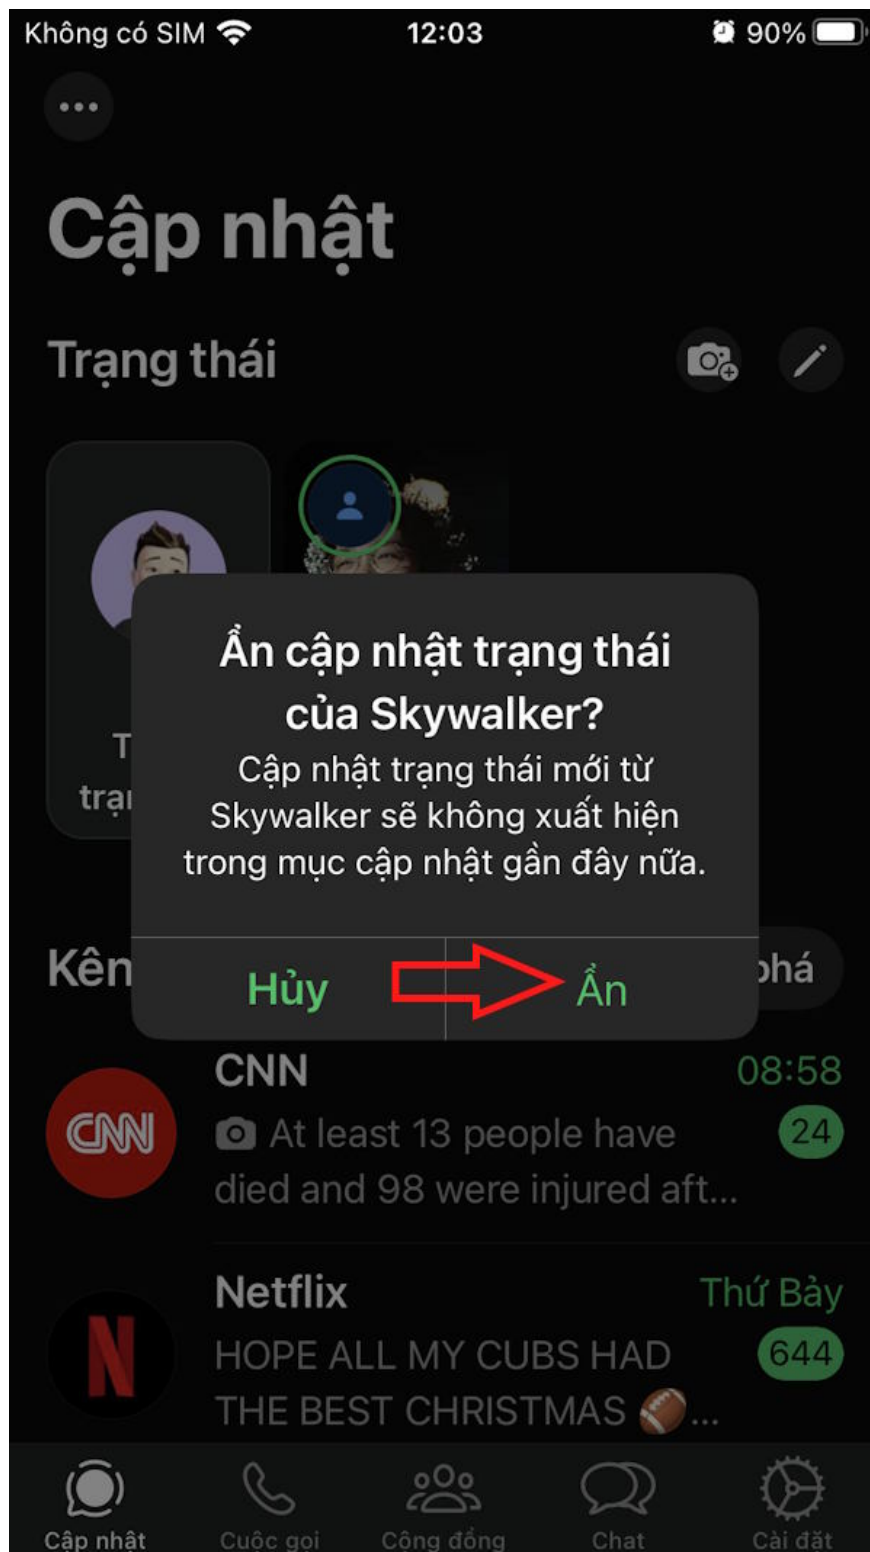 Không có SIM 12:03 90%
Cập nhật
Trạng thái
Ẩn cập nhật trạng thái
của Skywalker?
Cập nhật trạng thái mới từ
Skywalker sẽ không xuất hiện
trong mục cập nhật gần đây nữa.
Hủy Ẩn
CNN 08:58
CNN
At least 13 people have 24
died and 98 were injured aft...
Netflix Thứ Bảy
N
HOPE ALL MY CUBS HAD 644
THE BEST CHRISTMAS 🏈...
Cập nhật Cuộc gọi Cộng đồng Chat Cài đặt